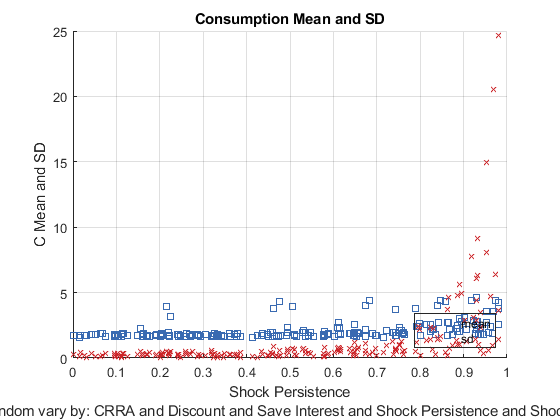 Consumption Mean and SD
25
20
15
10
5
0
C Mean and SD
mean
sd
0 0.1 0.2 0.3 0.4 0.5 0.6 0.7 0.8 0.9 1
Shock Persistence
ndom vary by: CRRA and Discount and Save Interest and Shock Persistence and Shoc